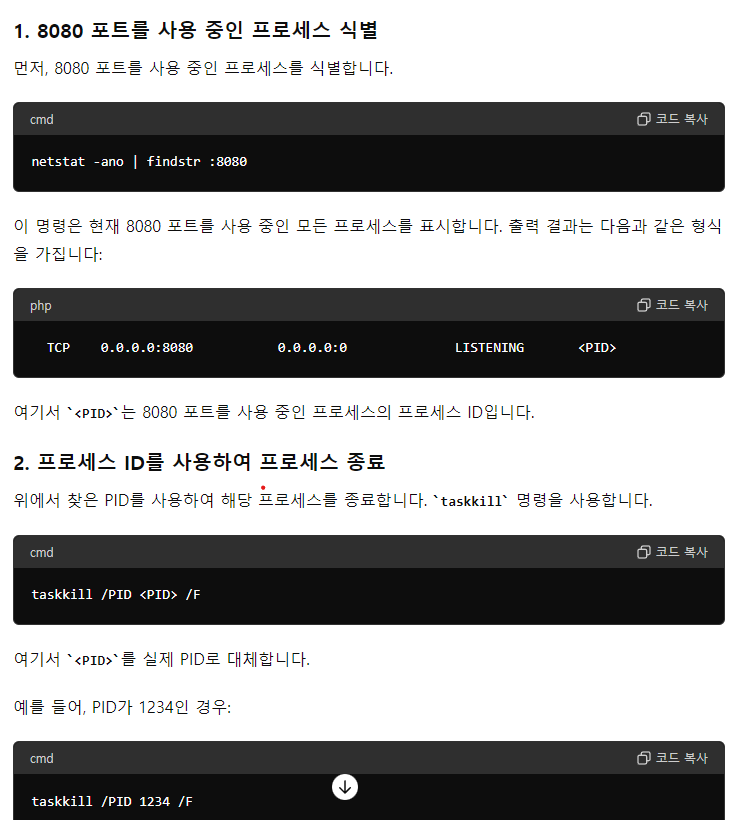 1. 8080 포트를 사용 중인 프로세스 식별
먼저, 8080 포트를 사용 중인 프로세스를 식별합니다.
cmd 코드 복사
netstat -ano | findstr :8080
이 명령은 현재 8080 포트를 사용 중인 모든 프로세스를 표시합니다. 출력 결과는 다음과 같은 형식
을 가집니다:
php 코드 복사
TCP 0.0.0.0:8080 0.0.0.0:0 LISTENING <PID>
여기서 `<PID>`는 8080 포트를 사용 중인 프로세스의 프로세스 ID입니다.
2. 프로세스 ID를 사용하여 프로세스 종료
위에서 찾은 PID를 사용하여 해당 프로세스를 종료합니다. `taskkill` 명령을 사용합니다.
cmd 코드 복사
taskkill /PID <PID> /F
여기서 `<PID>`를 실제 PID로 대체합니다.
예를 들어, PID가 1234인 경우:
cmd 코드 복사
taskkill /PID 1234 /F